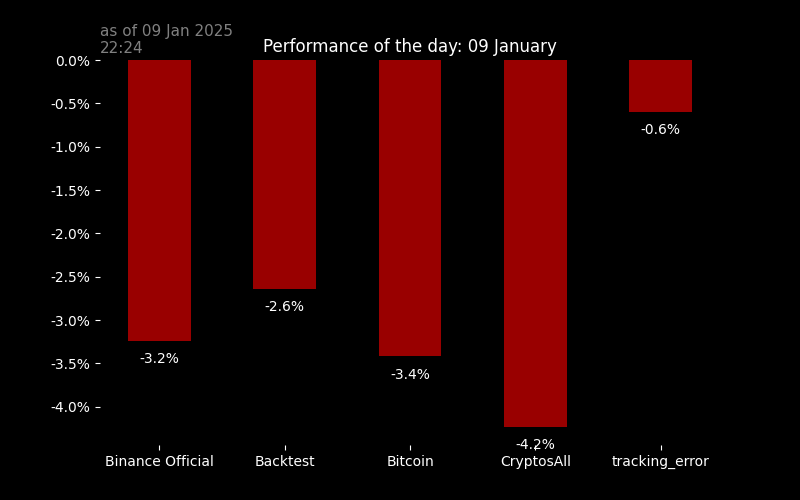 as of 09 Jan 2025
22:24
Performance of the day: 09 January
0.0%
-0.5%
-1.0%
-1.5%
-2.0%
-2.5%
-3.0%
-3.5%
-4.0%
-3.2%
-2.6%
-3.4%
-4.2%
-0.6%
Binance Official
Backtest
Bitcoin
CryptosAll
tracking_error